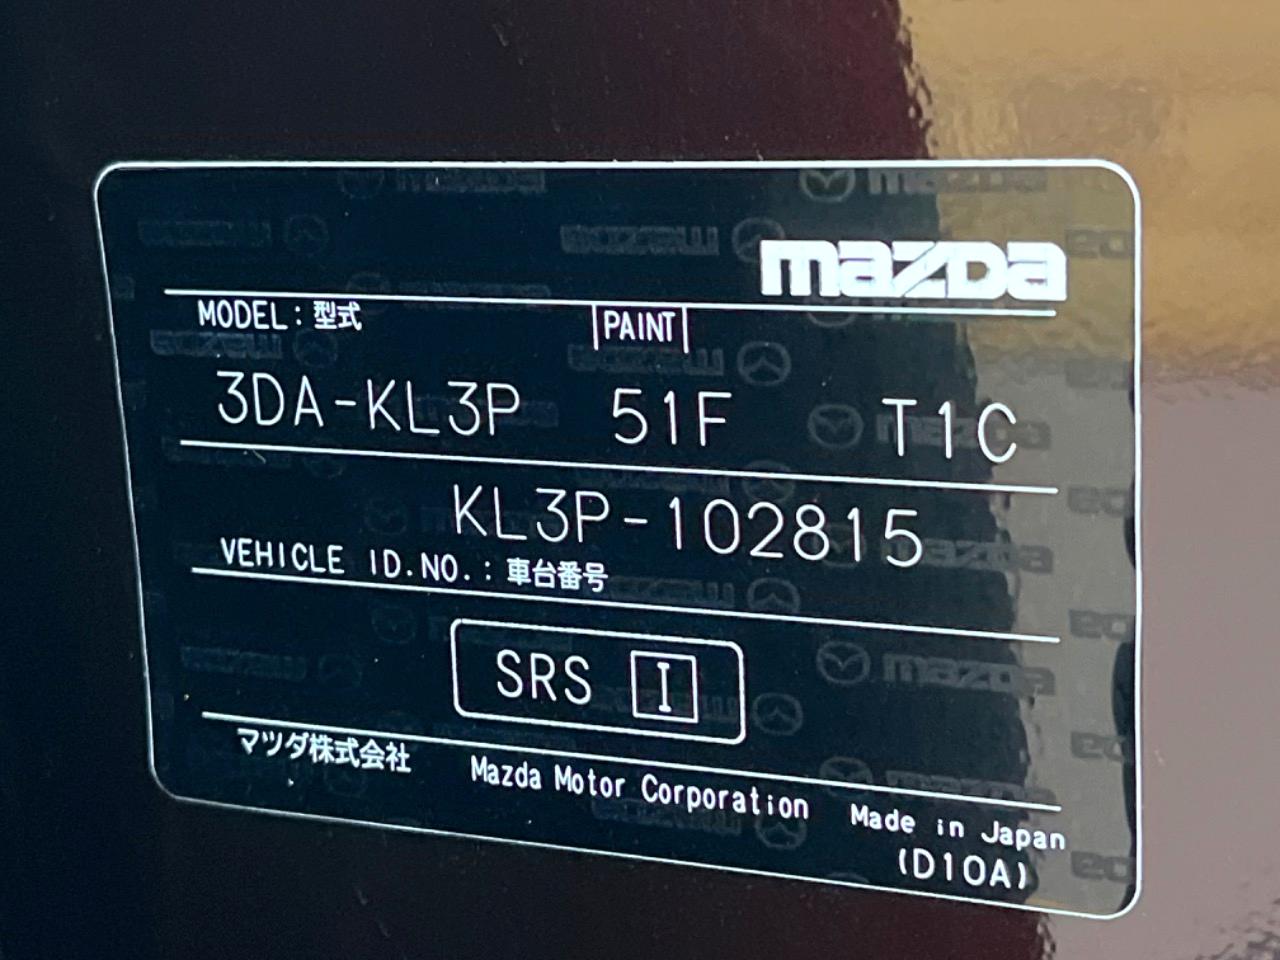 mazda
MODEL：型式 PAINT
3DA-KL3P 51F T1C
KL3P-102815
VEHICLE ID.NO.：車台番号
SRS I
マツダ株式会社 Mazda Motor Corporation Made in Japan
(D10A)